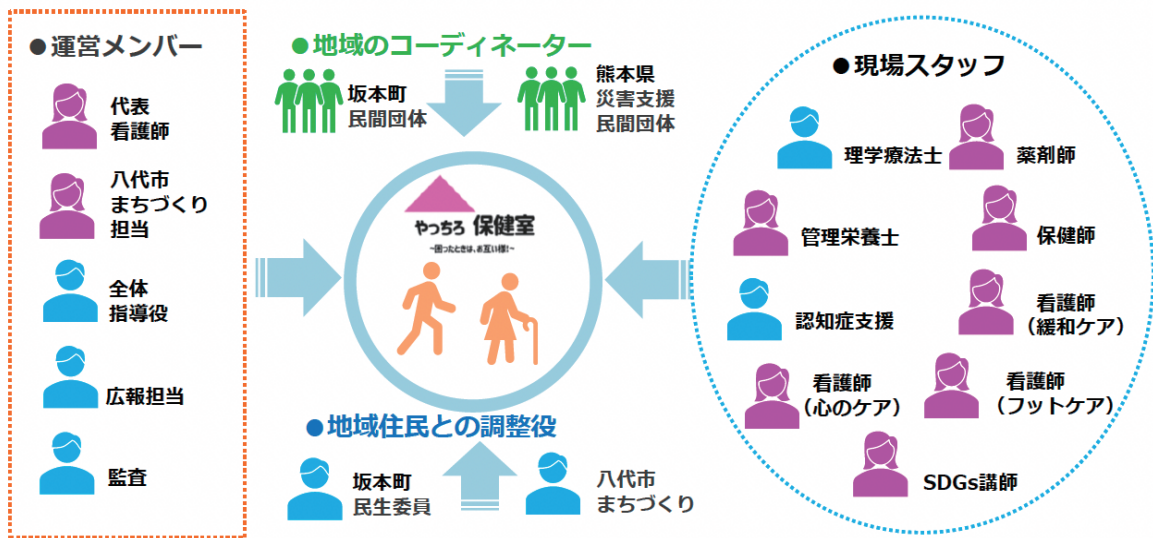 ●運営メンバー
代表
看護師
八代市
まちづくり
担当
全体
指導役
広報担当
監査
●地域のコーディネーター
坂本町
民間団体
熊本県
災害支援
民間団体
やっちろ 保健室
~困ったときは、お互い様!~
●地域住民との調整役
坂本町
民生委員
八代市
まちづくり
●現場スタッフ
理学療法士
薬剤師
管理栄養士
保健師
認知症支援
看護師
（緩和ケア）
看護師
（心のケア）
看護師
（フットケア）
SDGs講師